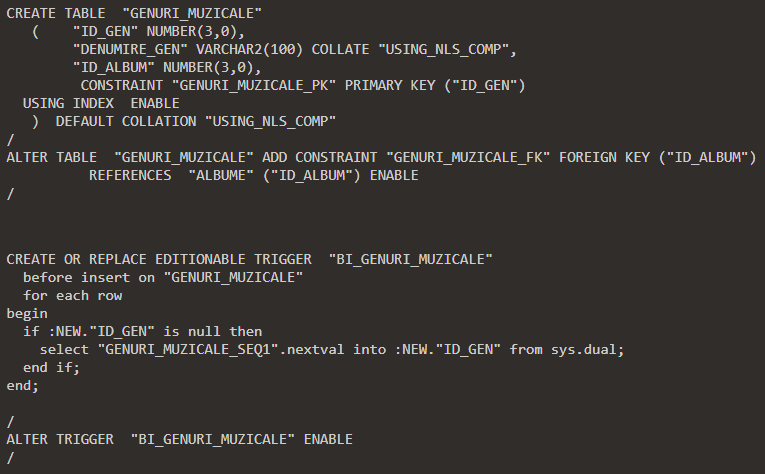 CREATE TABLE  "GENURI_MUZICALE"
   (    "ID_GEN" NUMBER(3,0),
        "DENUMIRE_GEN" VARCHAR2(100) COLLATE "USING_NLS_COMP",
        "ID_ALBUM" NUMBER(3,0),
         CONSTRAINT "GENURI_MUZICALE_PK" PRIMARY KEY ("ID_GEN")
  USING INDEX  ENABLE
   )  DEFAULT COLLATION "USING_NLS_COMP"
/
ALTER TABLE  "GENURI_MUZICALE" ADD CONSTRAINT "GENURI_MUZICALE_FK" FOREIGN KEY ("ID_ALBUM")
          REFERENCES  "ALBUME" ("ID_ALBUM") ENABLE
/
CREATE OR REPLACE EDITIONABLE TRIGGER  "BI_GENURI_MUZICALE"
  before insert on "GENURI_MUZICALE"
  for each row
begin
  if :NEW."ID_GEN" is null then
    select "GENURI_MUZICALE_SEQ1".nextval into :NEW."ID_GEN" from sys.dual;
  end if;
end;
/
ALTER TRIGGER  "BI_GENURI_MUZICALE" ENABLE
/